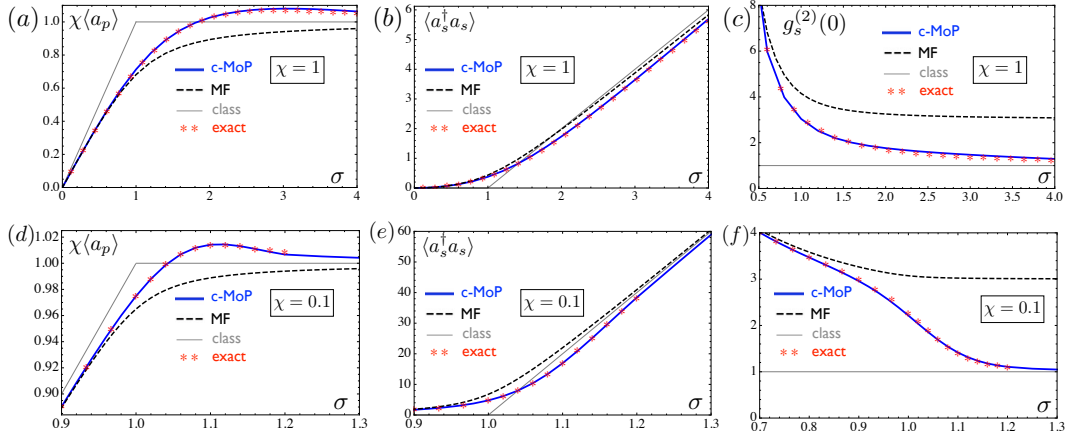 (a) χ⟨a_p⟩
1.0
0.8
0.6
0.4
0.2
0.0
c-MoP
MF
class
** exact
χ = 1
σ
0 1 2 3 4
(b) ⟨a_s^† a_s⟩
6
5
4
3
2
1
0
c-MoP
MF
class
** exact
χ = 1
σ
0 1 2 3 4
(c) g_s^{(2)}(0)
8
7
6
5
4
3
2
1
0
c-MoP
MF
class
** exact
χ = 1
σ
0.5 1.0 1.5 2.0 2.5 3.0 3.5 4.0
(d) χ⟨a_p⟩
1.02
1.00
0.98
0.96
0.94
0.92
0.90
c-MoP
MF
class
** exact
χ = 0.1
σ
0.9 1.0 1.1 1.2 1.3
(e) ⟨a_s^† a_s⟩
60
50
40
30
20
10
0
c-MoP
MF
class
** exact
χ = 0.1
σ
0.9 1.0 1.1 1.2 1.3
(f)
4
3
2
1
0
c-MoP
MF
class
** exact
χ = 0.1
σ
0.7 0.8 0.9 1.0 1.1 1.2 1.3